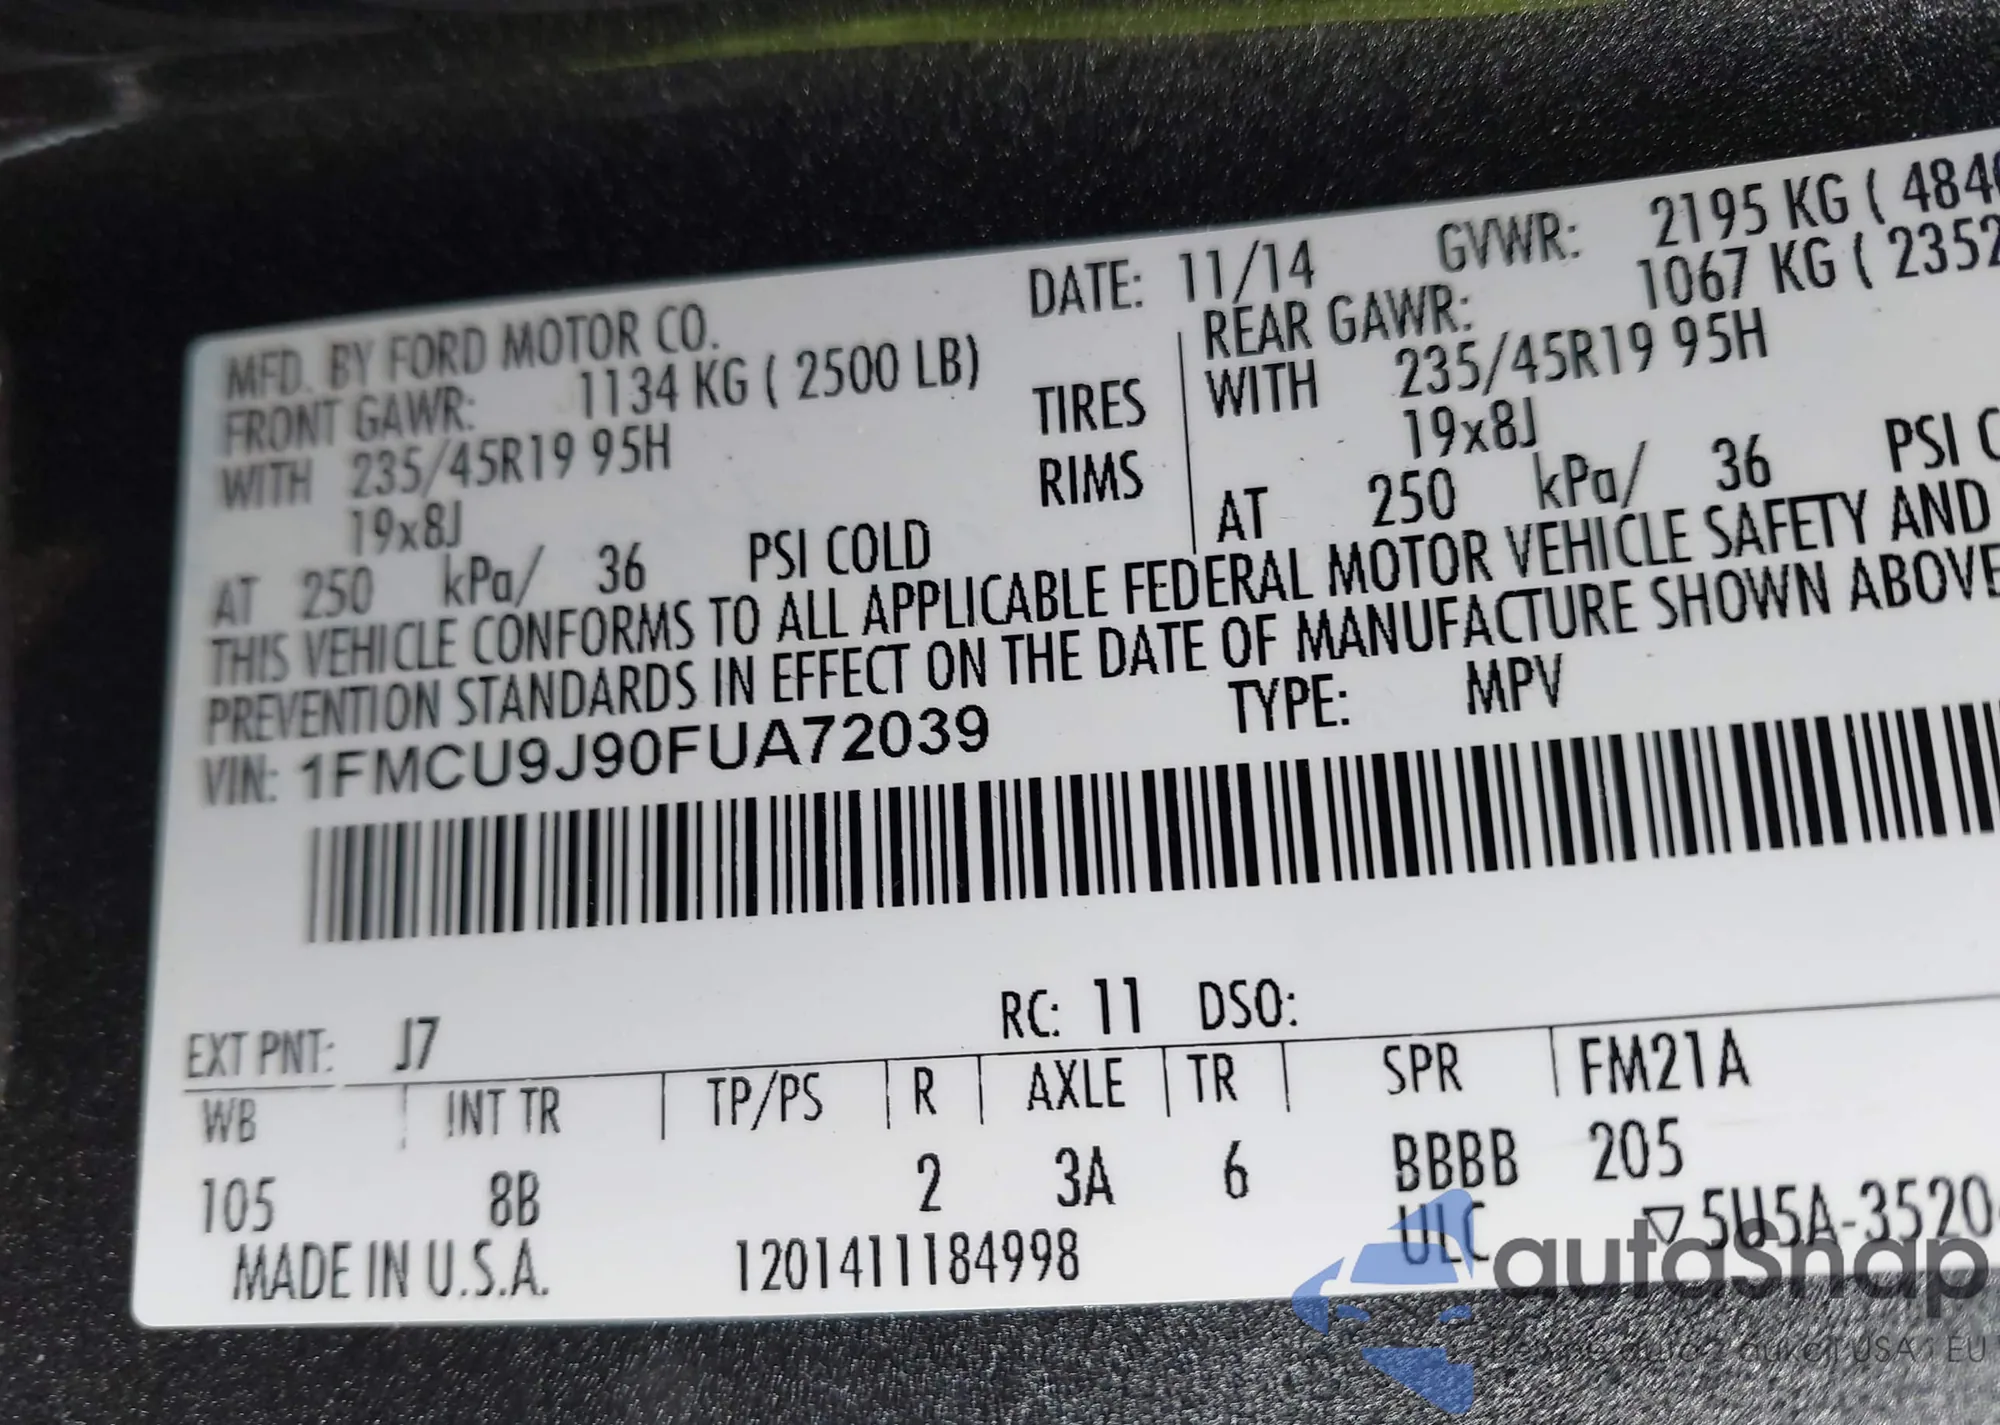 MFD. BY FORD MOTOR CO. DATE: 11/14 GVWR: 2195 KG ( 484
FRONT GAWR: 1134 KG ( 2500 LB) REAR GAWR: 1067 KG ( 2352
WITH 235/45R19 95H TIRES WITH 235/45R19 95H
19x8J RIMS 19x8J
AT 250 kPa/ 36 PSI COLD AT 250 kPa/ 36 PSI C
THIS VEHICLE CONFORMS TO ALL APPLICABLE FEDERAL MOTOR VEHICLE SAFETY AND
PREVENTION STANDARDS IN EFFECT ON THE DATE OF MANUFACTURE SHOWN ABOVE
VIN: 1FMCU9J90FUA72039 TYPE: MPV
EXT PNT: J7 RC: 11 DSO:
WB INT TR TP/PS R AXLE TR SPR FM21A
105 8B 2 3A 6 BBBB 205
MADE IN U.S.A. 1201411184998 ULC ▽5U5A-3520
autaSnap
USA i EU